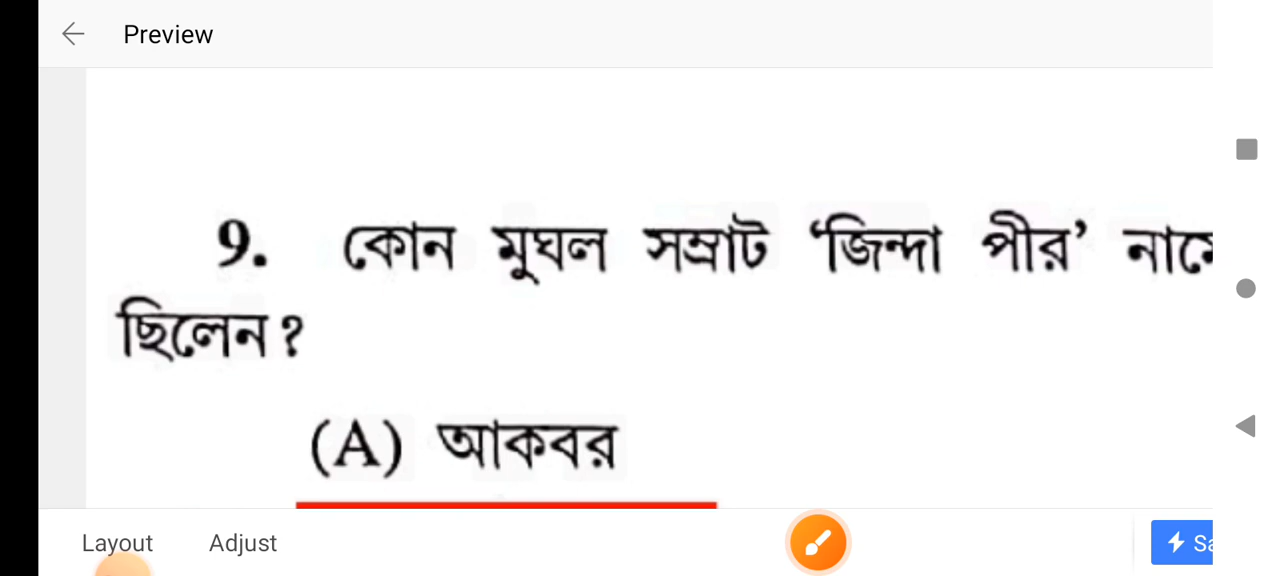 Preview
9. কোন মুঘল সম্রাট ‘জিন্দা পীর’
ছিলেন?
(A) আকবর
Layout Adjust